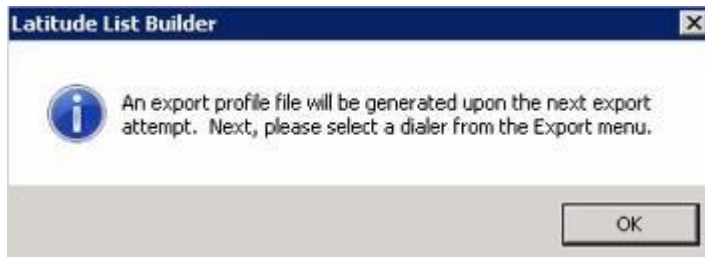 Latitude List Builder
An export profile file will be generated upon the next export
attempt. Next, please select a dialer from the Export menu.
OK